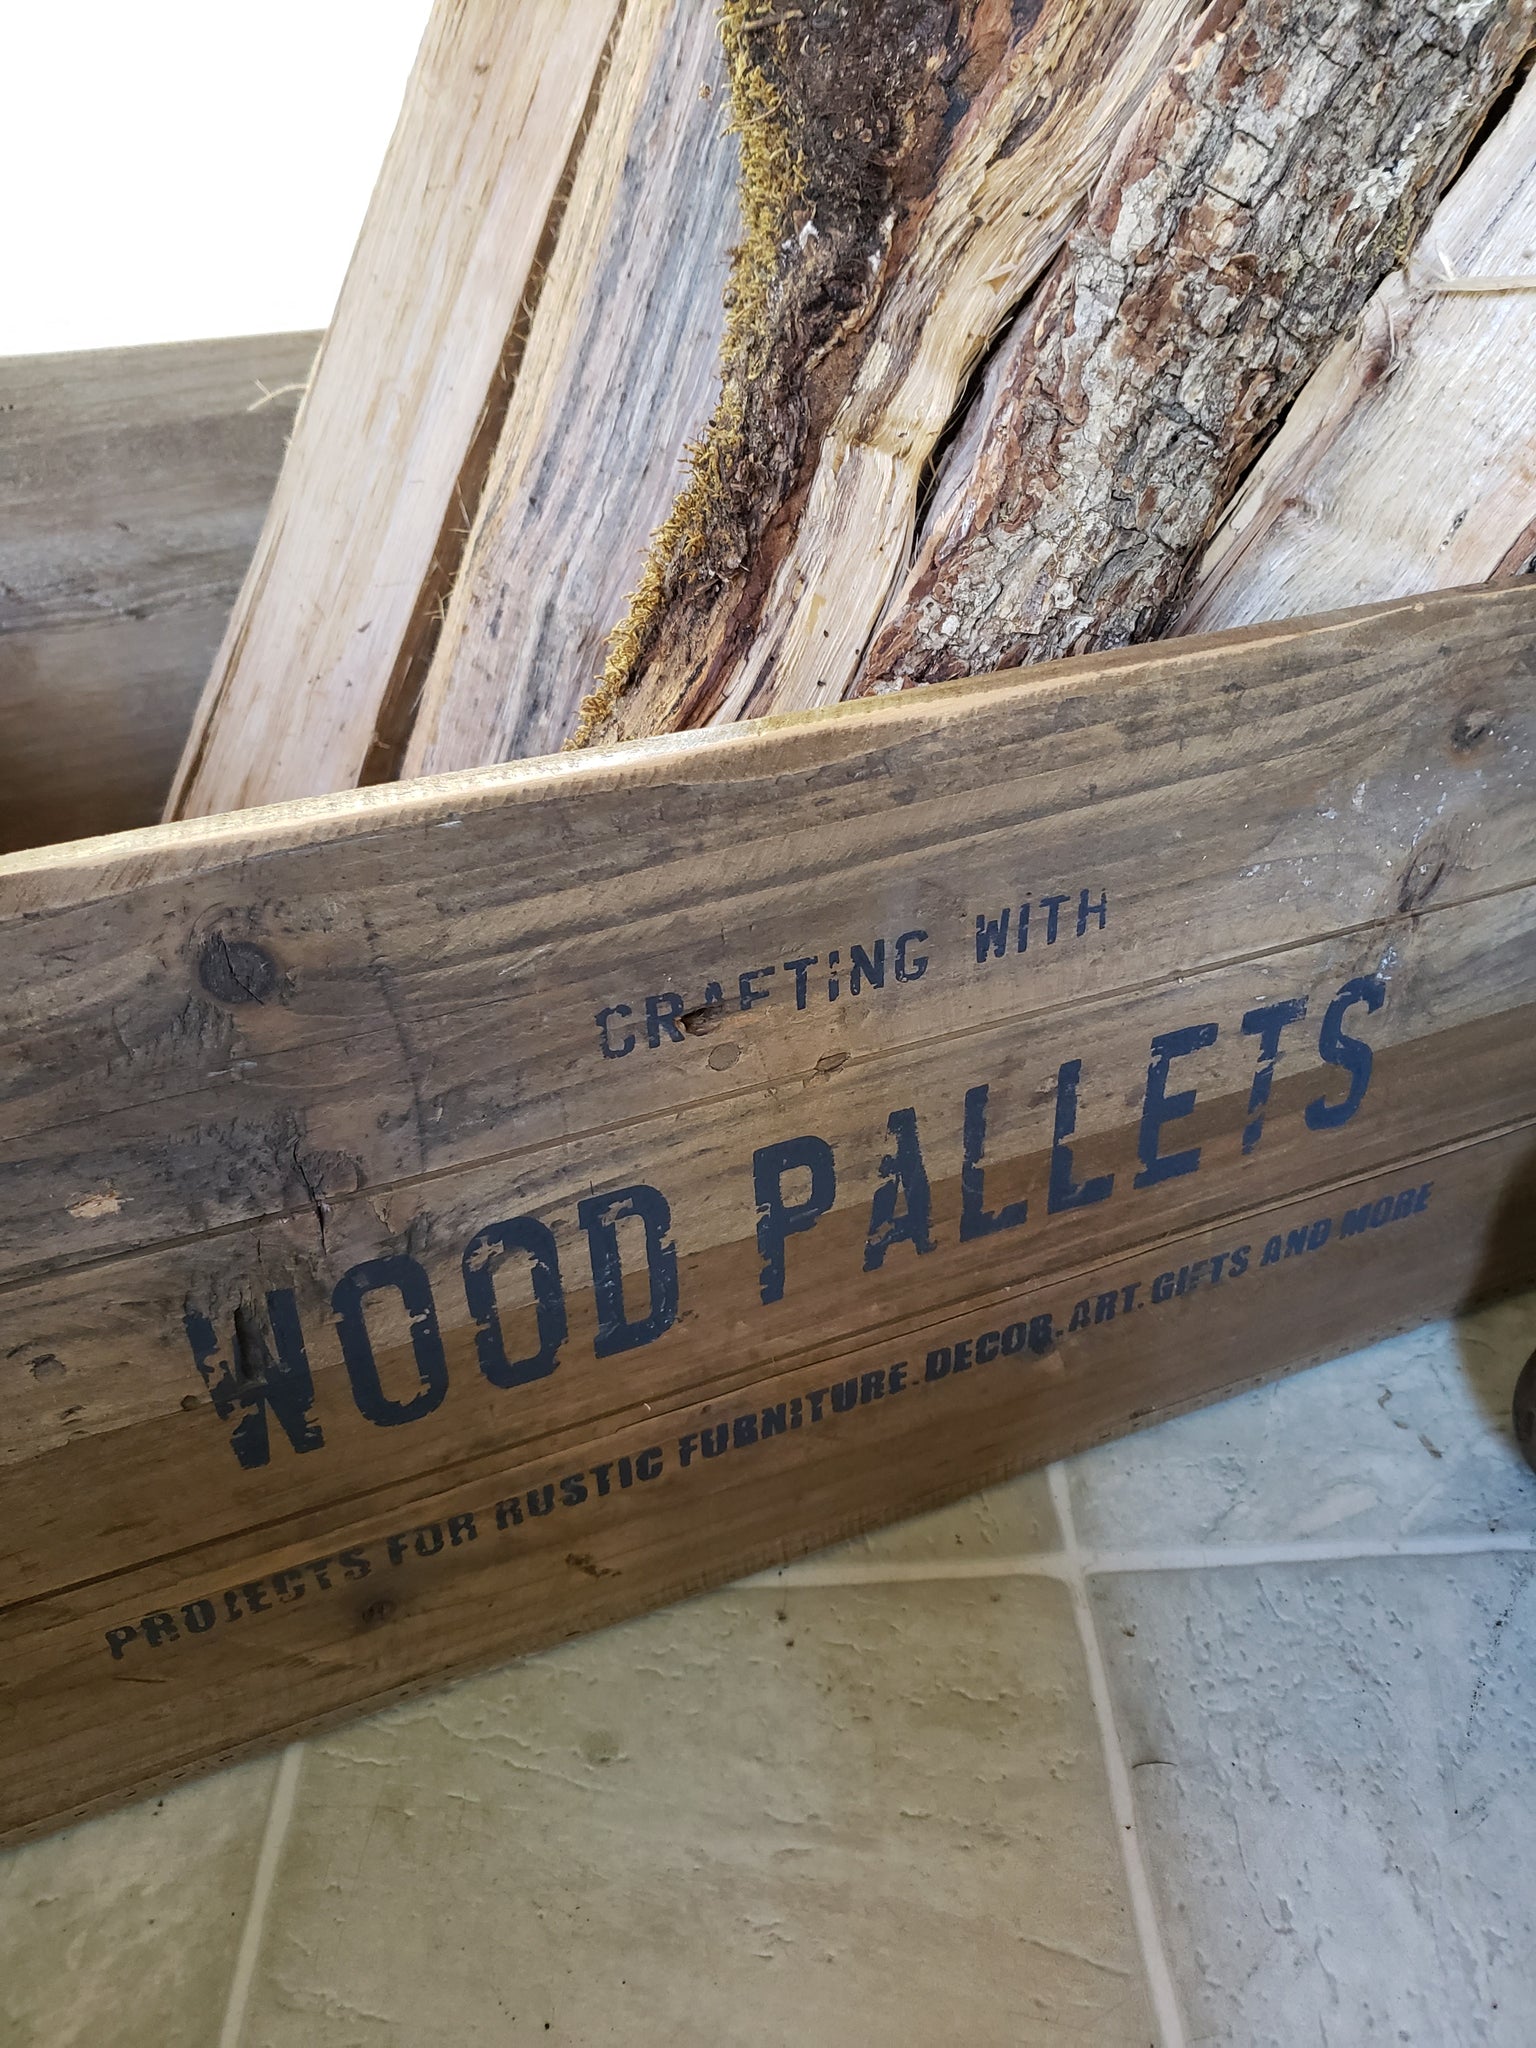 CRAFTING WITH
WOOD PALLETS
PROJECTS FOR RUSTIC FURNITURE. DECOR. ART. GIFTS AND MORE